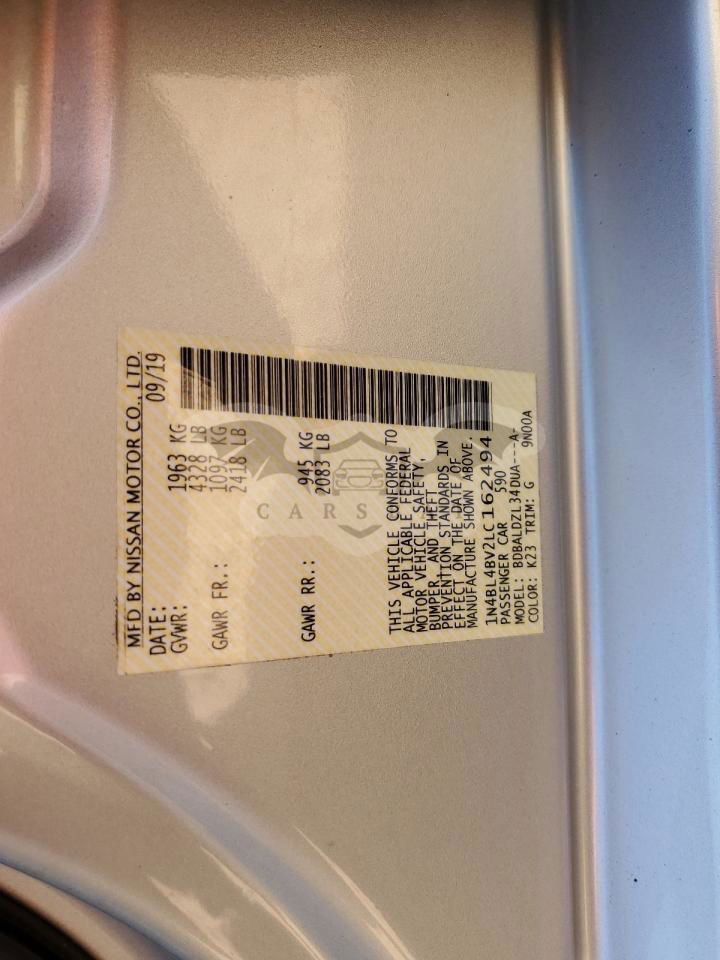 MFD BY NISSAN MOTOR CO., LTD.
DATE: 09/19
GVWR: 1963 KG
4328 LB
GAWR FR.: 1097 KG
2418 LB
GAWR RR.: 945 KG
2083 LB
THIS VEHICLE CONFORMS TO
ALL APPLICABLE FEDERAL
MOTOR VEHICLE SAFETY,
BUMPER, AND THEFT
PREVENTION STANDARDS IN
EFFECT ON THE DATE OF
MANUFACTURE SHOWN ABOVE.
1N4BL4BV2LC162494
PASSENGER CAR 590
MODEL: BDBALDZL34DUA---A-
COLOR: K23 TRIM: G 9N00A